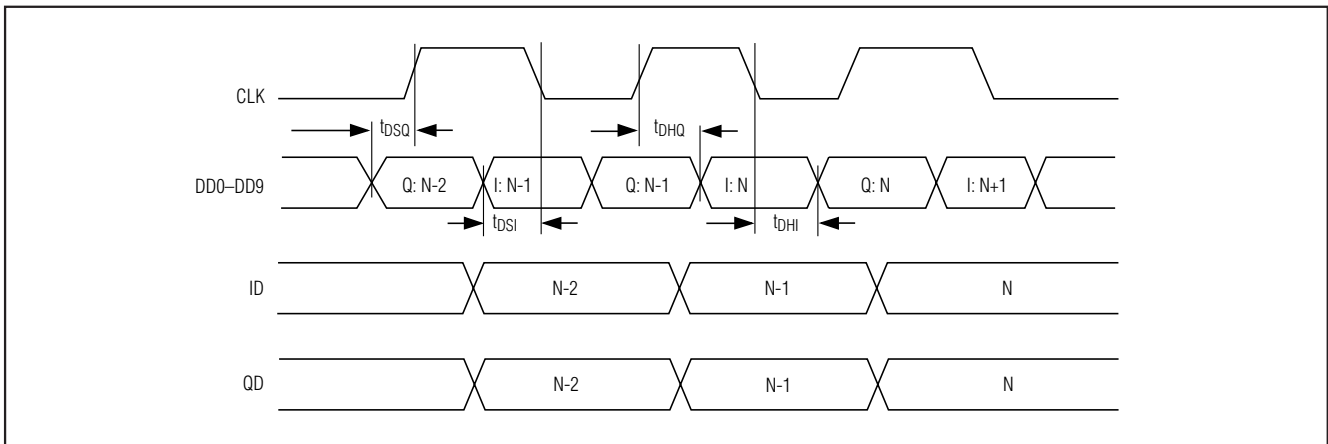 CLK
tDSQ
tDHQ
DD0–DD9
Q: N-2
I: N-1
Q: N-1
I: N
Q: N
I: N+1
tDSI
tDHI
ID
N-2
N-1
N
QD
N-2
N-1
N